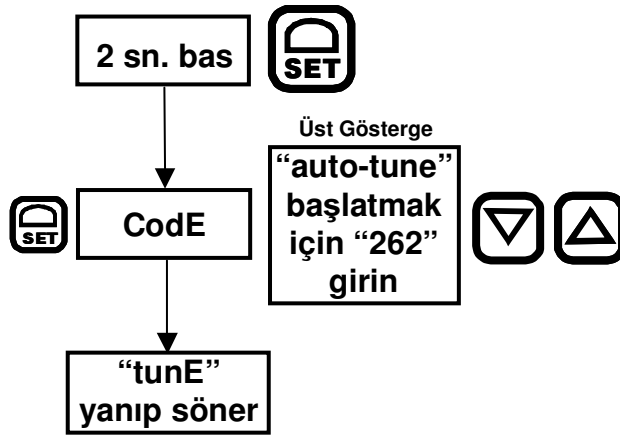 2 sn. bas
SET
Üst Gösterge
“auto-tune”
başlatmak
için “262”
girin
SET
CodE
“tunE”
yanıp söner